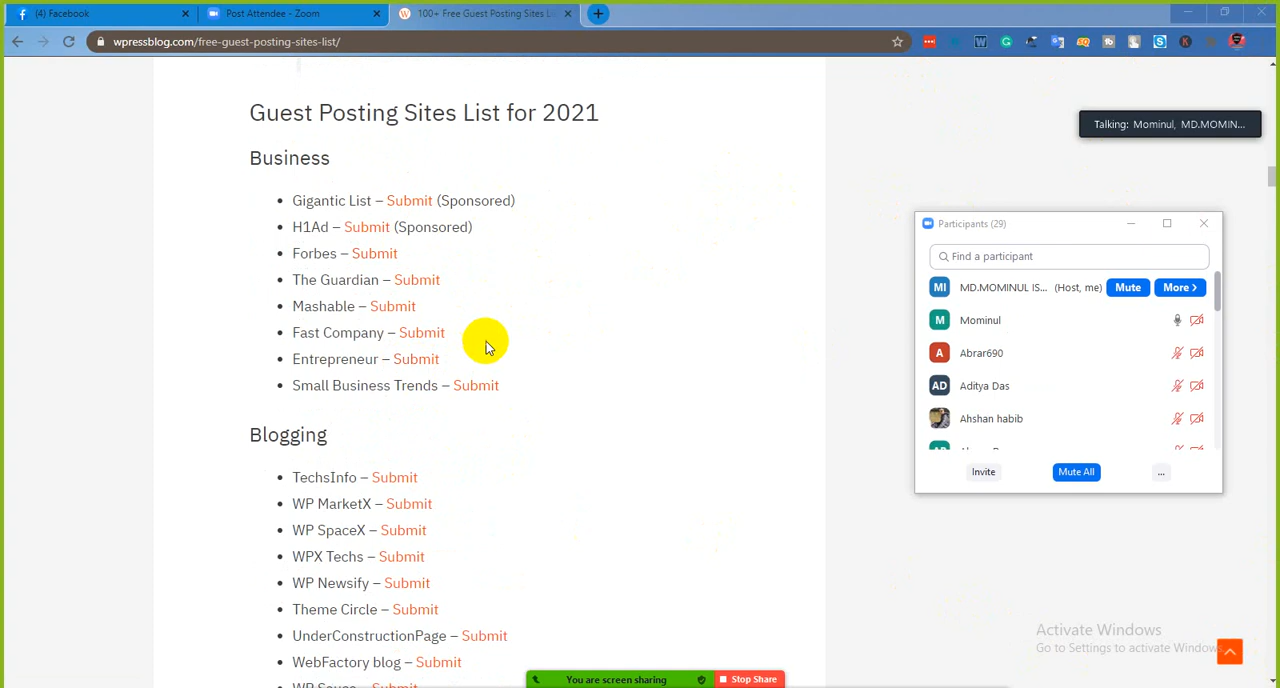 (4) Facebook
Post Attendee - Zoom
100+ Free Guest Posting Sites Li
wpressblog.com/free-guest-posting-sites-list/
Guest Posting Sites List for 2021
Business
Gigantic List – Submit (Sponsored)
H1Ad – Submit (Sponsored)
Forbes – Submit
The Guardian – Submit
Mashable – Submit
Fast Company – Submit
Entrepreneur – Submit
Small Business Trends – Submit
Blogging
TechsInfo – Submit
WP MarketX – Submit
WP SpaceX – Submit
WPX Techs – Submit
WP Newsify – Submit
Theme Circle – Submit
UnderConstructionPage – Submit
WebFactory blog – Submit
Talking: Mominul, MD.MOMIN...
Participants (29)
Find a participant
MI MD.MOMINUL IS... (Host, me) Mute More >
M Mominul
A Abrar690
AD Aditya Das
Ahshan habib
Invite Mute All ...
Activate Windows
Go to Settings to activate Windows.
You are screen sharing Stop Share